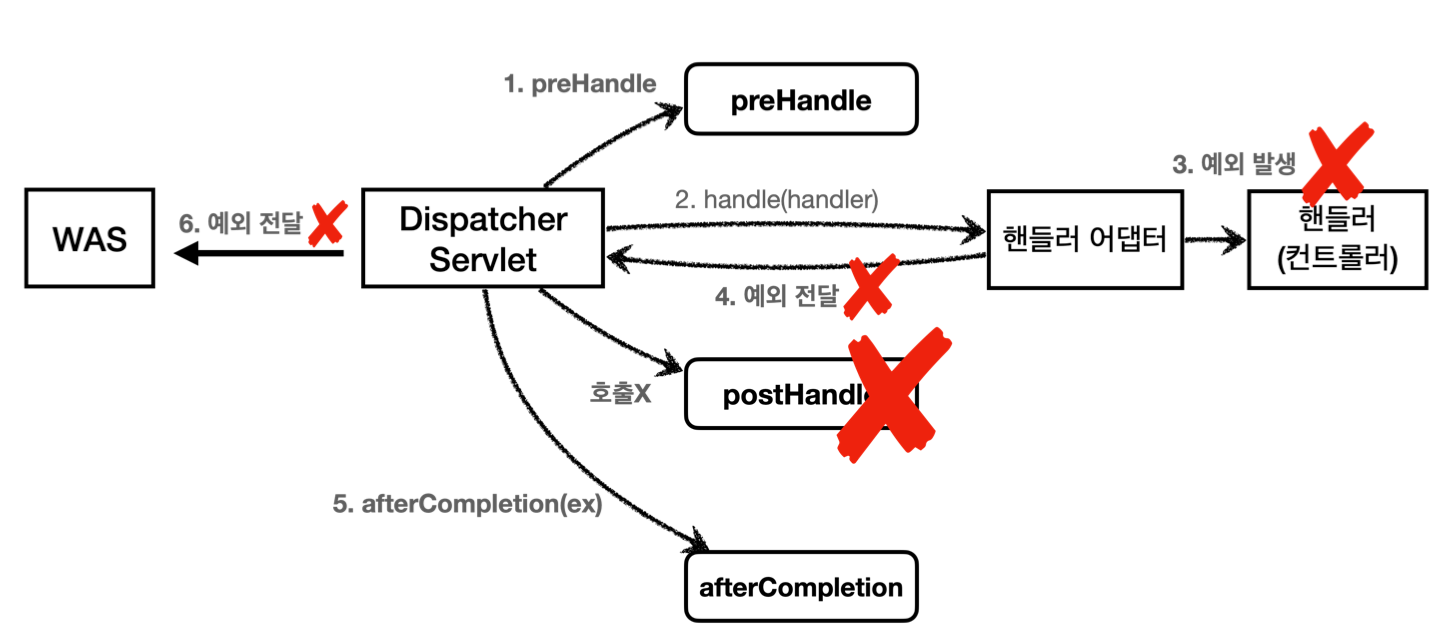 1. preHandle
preHandle
3. 예외 발생
WAS
6. 예외 전달
Dispatcher
Servlet
2. handle(handler)
핸들러 어댑터
핸들러
(컨트롤러)
4. 예외 전달
호출X
postHandle
5. afterCompletion(ex)
afterCompletion